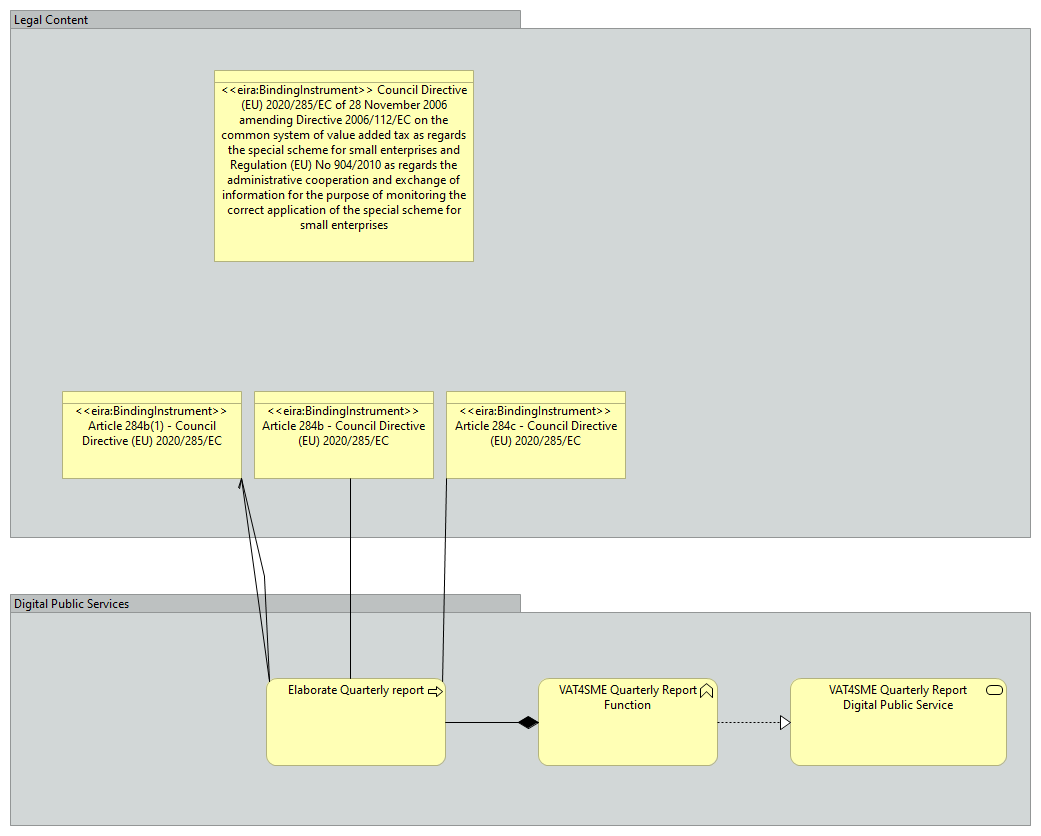 Legal Content
<<eira:BindingInstrument>> Council Directive
(EU) 2020/285/EC of 28 November 2006
amending Directive 2006/112/EC on the
common system of value added tax as regards
the special scheme for small enterprises and
Regulation (EU) No 904/2010 as regards the
administrative cooperation and exchange of
information for the purpose of monitoring the
correct application of the special scheme for
small enterprises
<<eira:BindingInstrument>>
Article 284b(1) - Council
Directive (EU) 2020/285/EC
<<eira:BindingInstrument>>
Article 284b - Council Directive
(EU) 2020/285/EC
<<eira:BindingInstrument>>
Article 284c - Council Directive
(EU) 2020/285/EC
Digital Public Services
Elaborate Quarterly report
VAT4SME Quarterly Report
Function
VAT4SME Quarterly Report
Digital Public Service